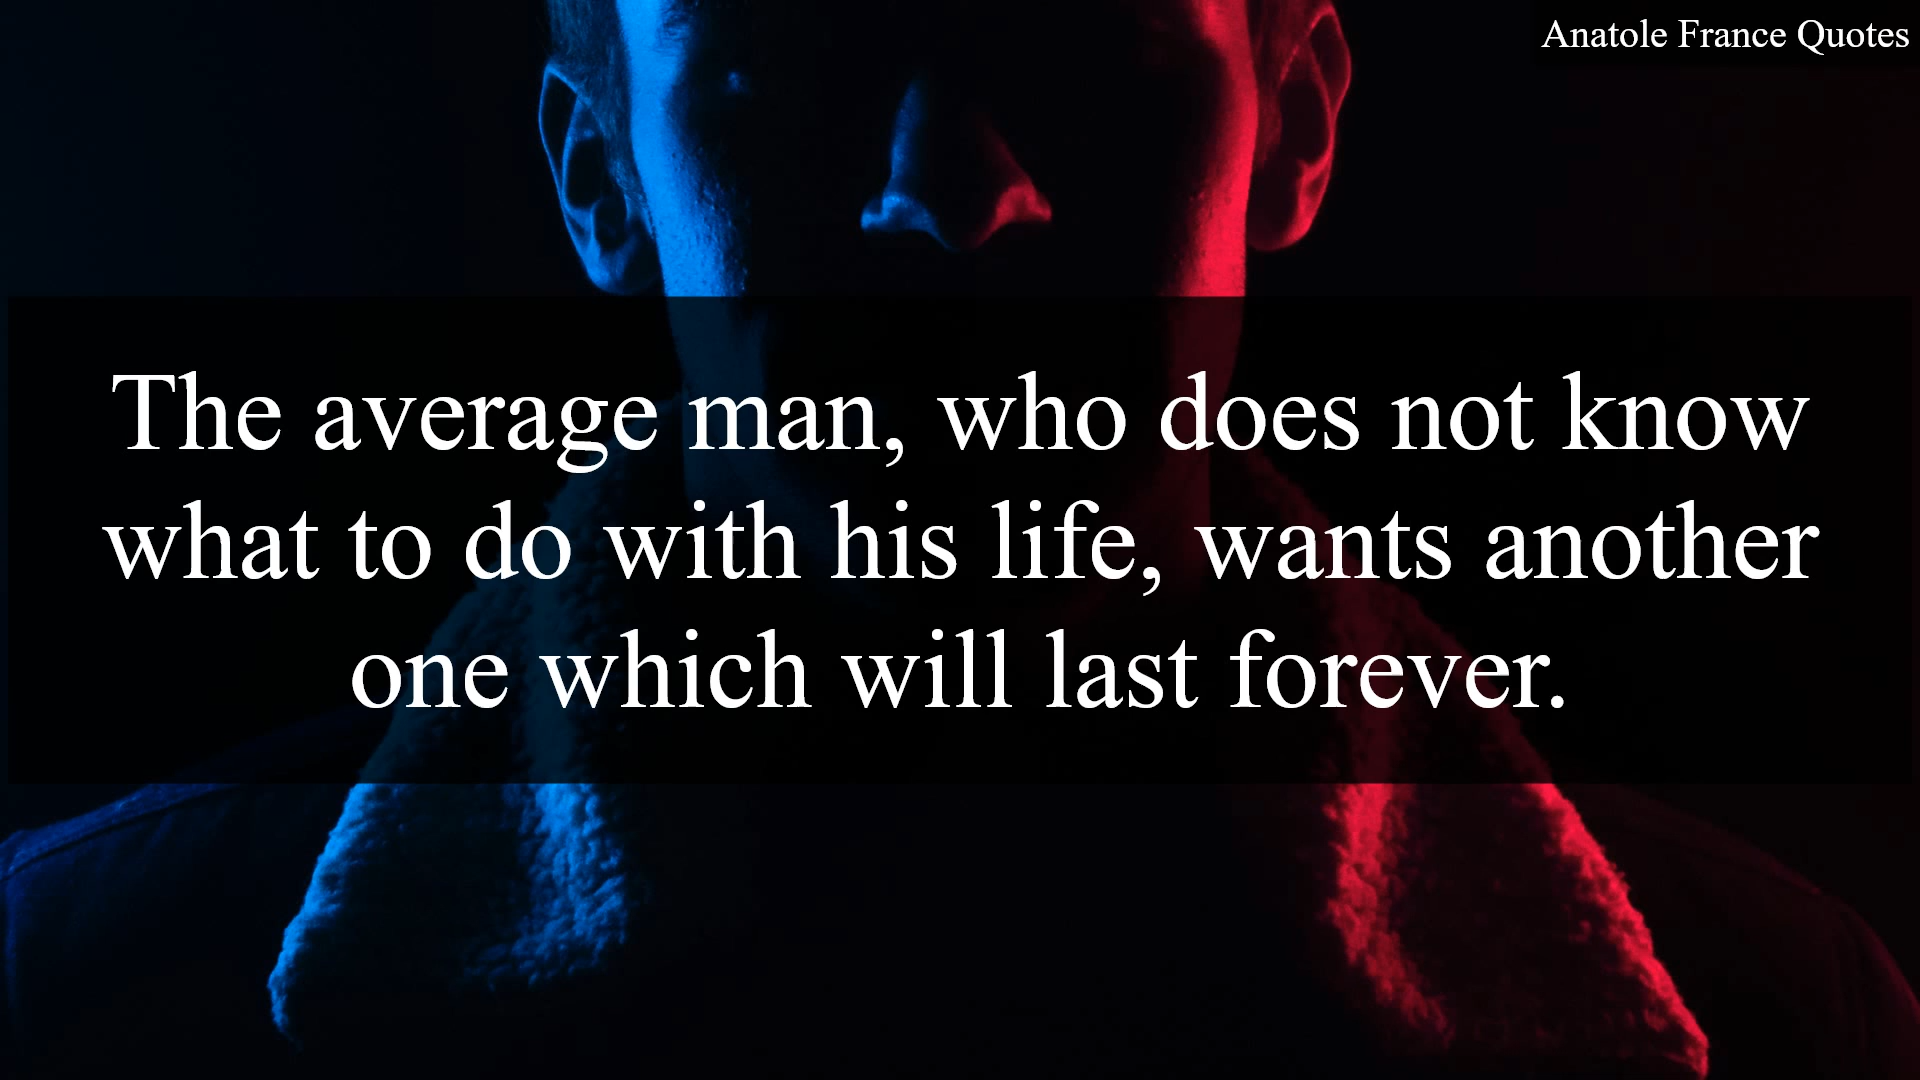 Anatole France Quotes
The average man, who does not know
what to do with his life, wants another
one which will last forever.